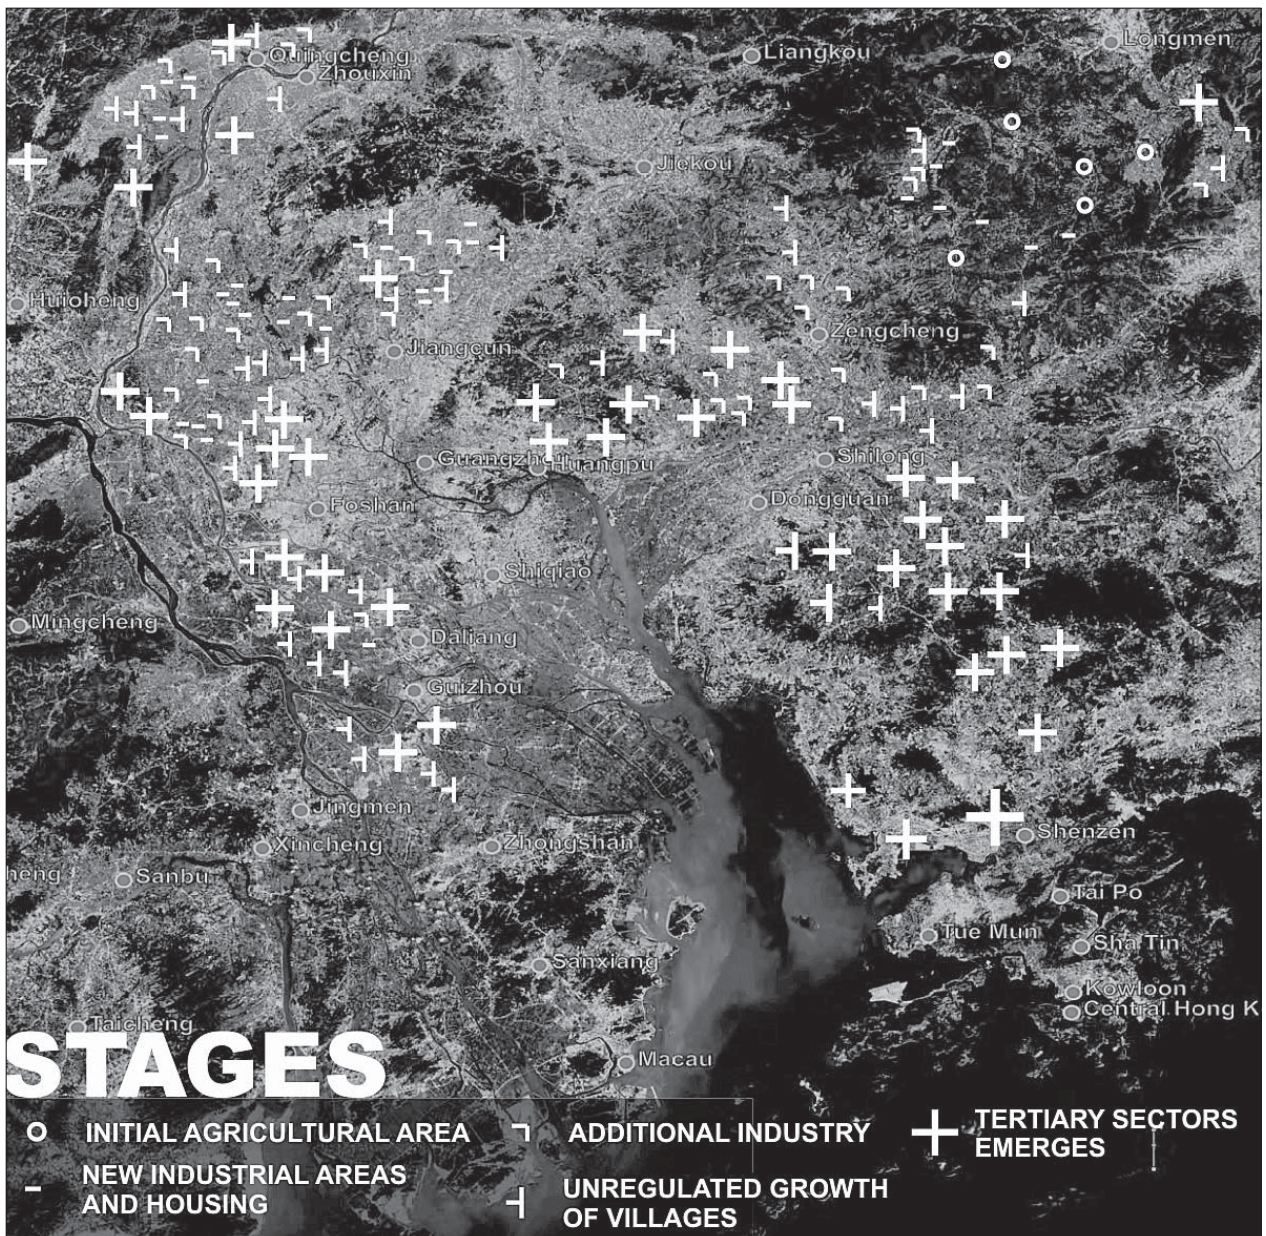 Longmen
Liangkou
Quingcheng
Zhouxin
Jiekou
Huicheng
Zengcheng
Jiangcun
Guangzho
Huangpu
Shilong
Dongguan
Foshan
Shiqiao
Mingcheng
Daliang
Guizhou
Jingmen
Shenzen
Xincheng
Zhongshan
heng
Sanbu
Tai Po
Tue Mun
Sha Tin
Sanxiang
Kowloon
Central Hong K
Taicheng
Macau
STAGES
INITIAL AGRICULTURAL AREA
NEW INDUSTRIAL AREAS
AND HOUSING
ADDITIONAL INDUSTRY
UNREGULATED GROWTH
OF VILLAGES
TERTIARY SECTORS
EMERGES